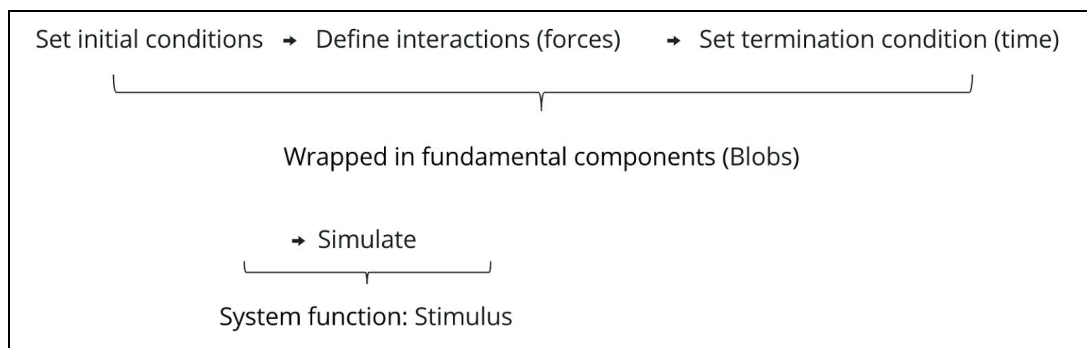 Set initial conditions → Define interactions (forces) → Set termination condition (time)
Wrapped in fundamental components (Blobs)
→ Simulate
System function: Stimulus